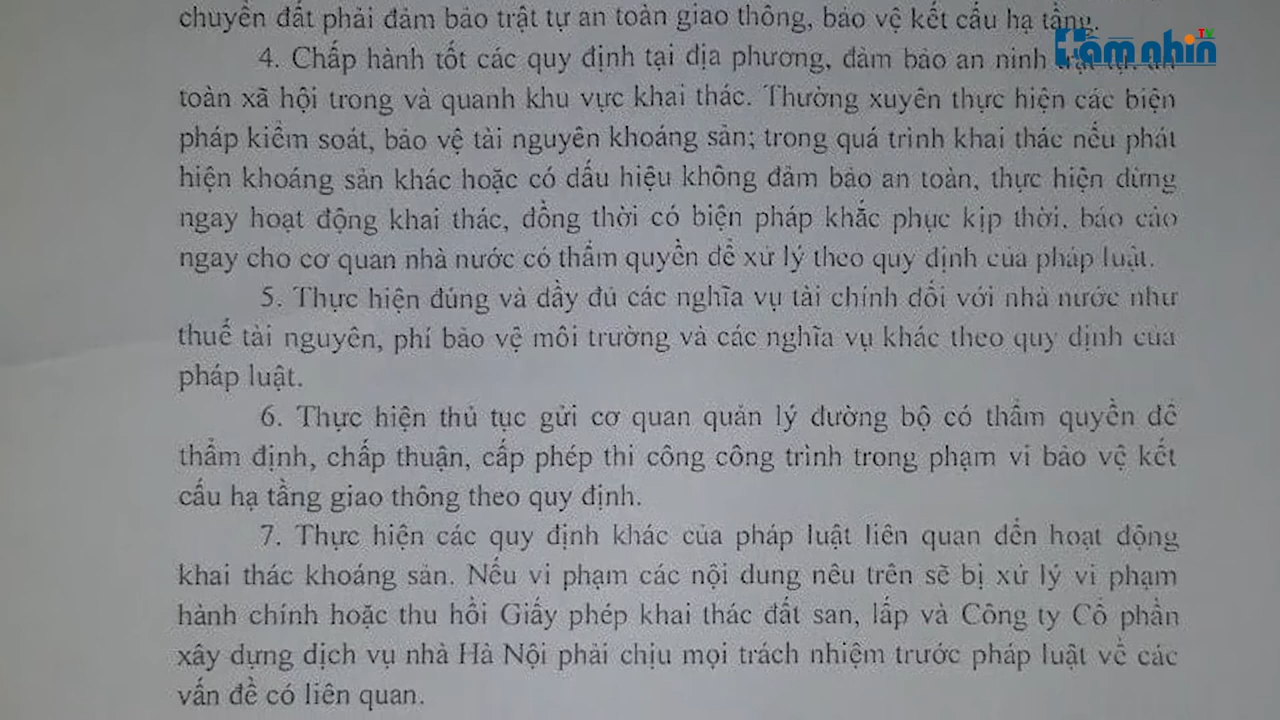 chuyển đất phải đảm bảo trật tự an toàn giao thông, bảo vệ kết cấu hạ tầng.
Tầm nhìn TV
4. Chấp hành tốt các quy định tại địa phương, đảm bảo an ninh trật tự, an
toàn xã hội trong và quanh khu vực khai thác. Thường xuyên thực hiện các biện
pháp kiểm soát, bảo vệ tài nguyên khoáng sản; trong quá trình khai thác nếu phát
hiện khoáng sản khác hoặc có dấu hiệu không đảm bảo an toàn, thực hiện dừng
ngay hoạt động khai thác, đồng thời có biện pháp khắc phục kịp thời, báo cáo
ngay cho cơ quan nhà nước có thẩm quyền để xử lý theo quy định của pháp luật.
5. Thực hiện đúng và đầy đủ các nghĩa vụ tài chính đối với nhà nước như
thuế tài nguyên, phí bảo vệ môi trường và các nghĩa vụ khác theo quy định của
pháp luật.
6. Thực hiện thủ tục gửi cơ quan quản lý đường bộ có thẩm quyền để
thẩm định, chấp thuận, cấp phép thi công công trình trong phạm vi bảo vệ kết
cấu hạ tầng giao thông theo quy định.
7. Thực hiện các quy định khác của pháp luật liên quan đến hoạt động
khai thác khoáng sản. Nếu vi phạm các nội dung nêu trên sẽ bị xử lý vi phạm
hành chính hoặc thu hồi Giấy phép khai thác đất san, lấp và Công ty Cổ phần
xây dựng dịch vụ nhà Hà Nội phải chịu mọi trách nhiệm trước pháp luật về các
vấn đề có liên quan.